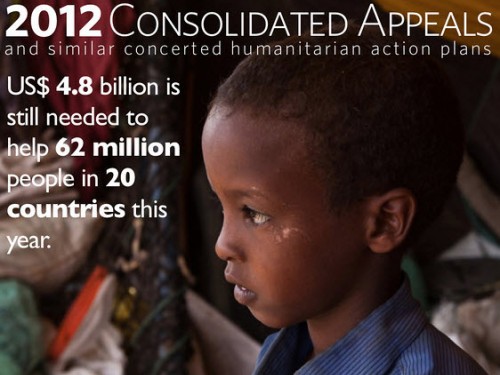 2012 CONSOLIDATED APPEALS
and similar concerted humanitarian action plans
US$ 4.8 billion is
still needed to
help 62 million
people in 20
countries this
year.